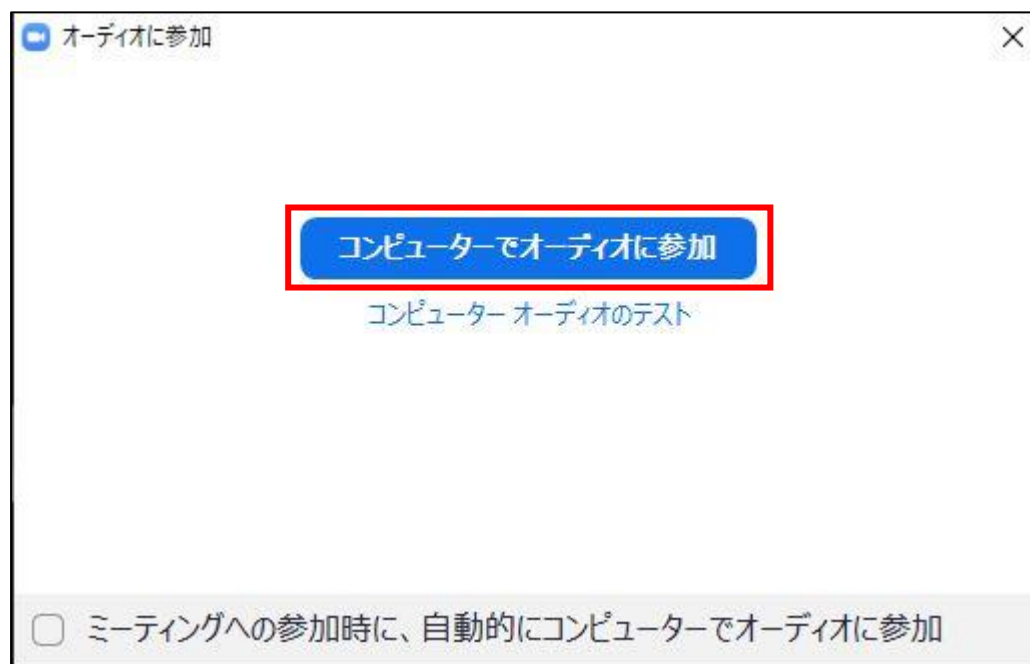 オーディオに参加
コンピューターでオーディオに参加
コンピューター オーディオのテスト
ミーティングへの参加時に、自動的にコンピューターでオーディオに参加